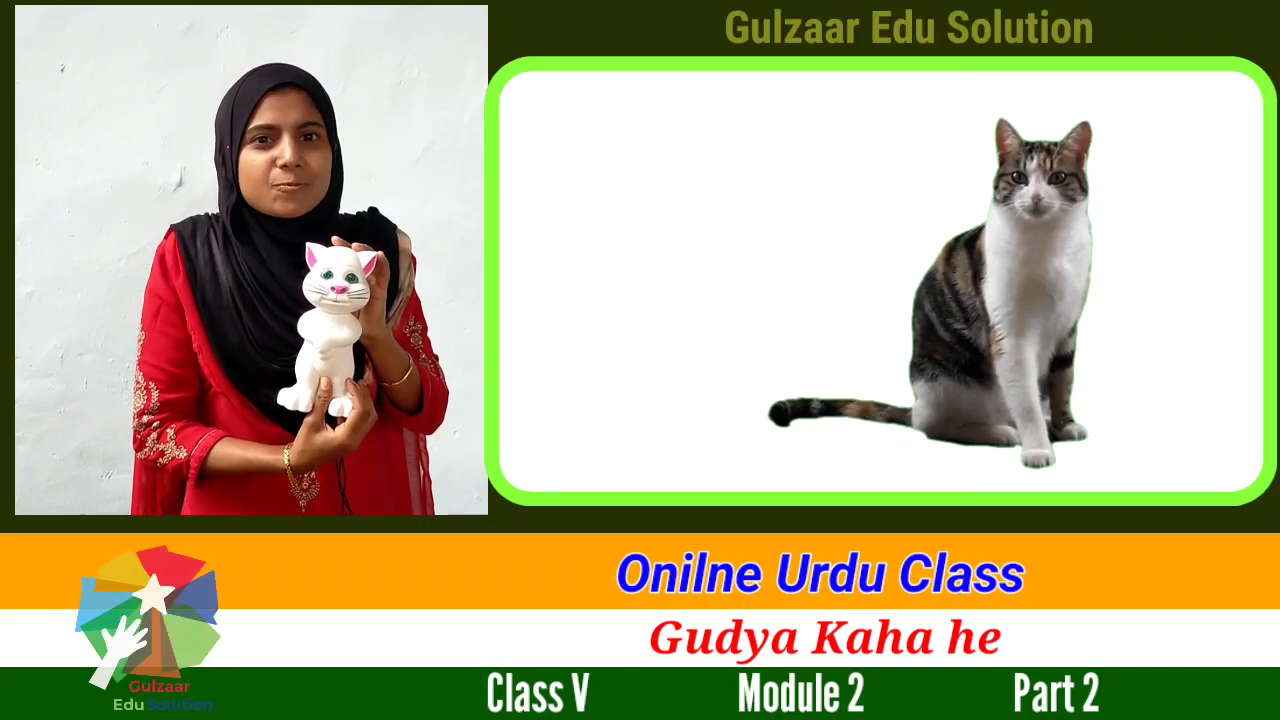 Gulzaar Edu Solution
Onilne Urdu Class
Gudya Kaha he
Gulzaar
Edu Solution
Class V Module 2 Part 2